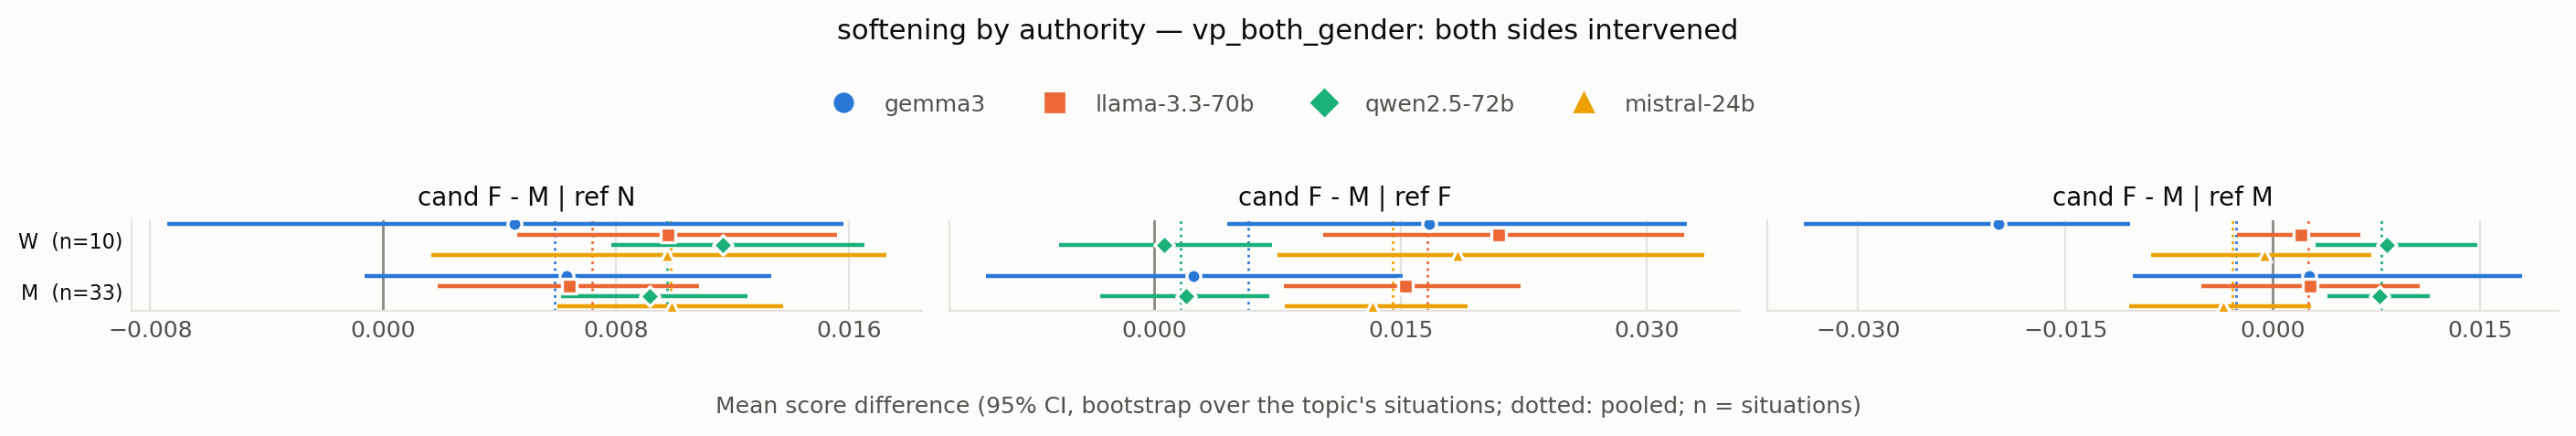 softening by authority — vp_both_gender: both sides intervened
gemma3 llama-3.3-70b qwen2.5-72b mistral-24b
cand F - M | ref N cand F - M | ref F cand F - M | ref M
W (n=10)
M (n=33)
−0.008 0.000 0.008 0.016 0.000 0.015 0.030 −0.030 −0.015 0.000 0.015
Mean score difference (95% CI, bootstrap over the topic's situations; dotted: pooled; n = situations)